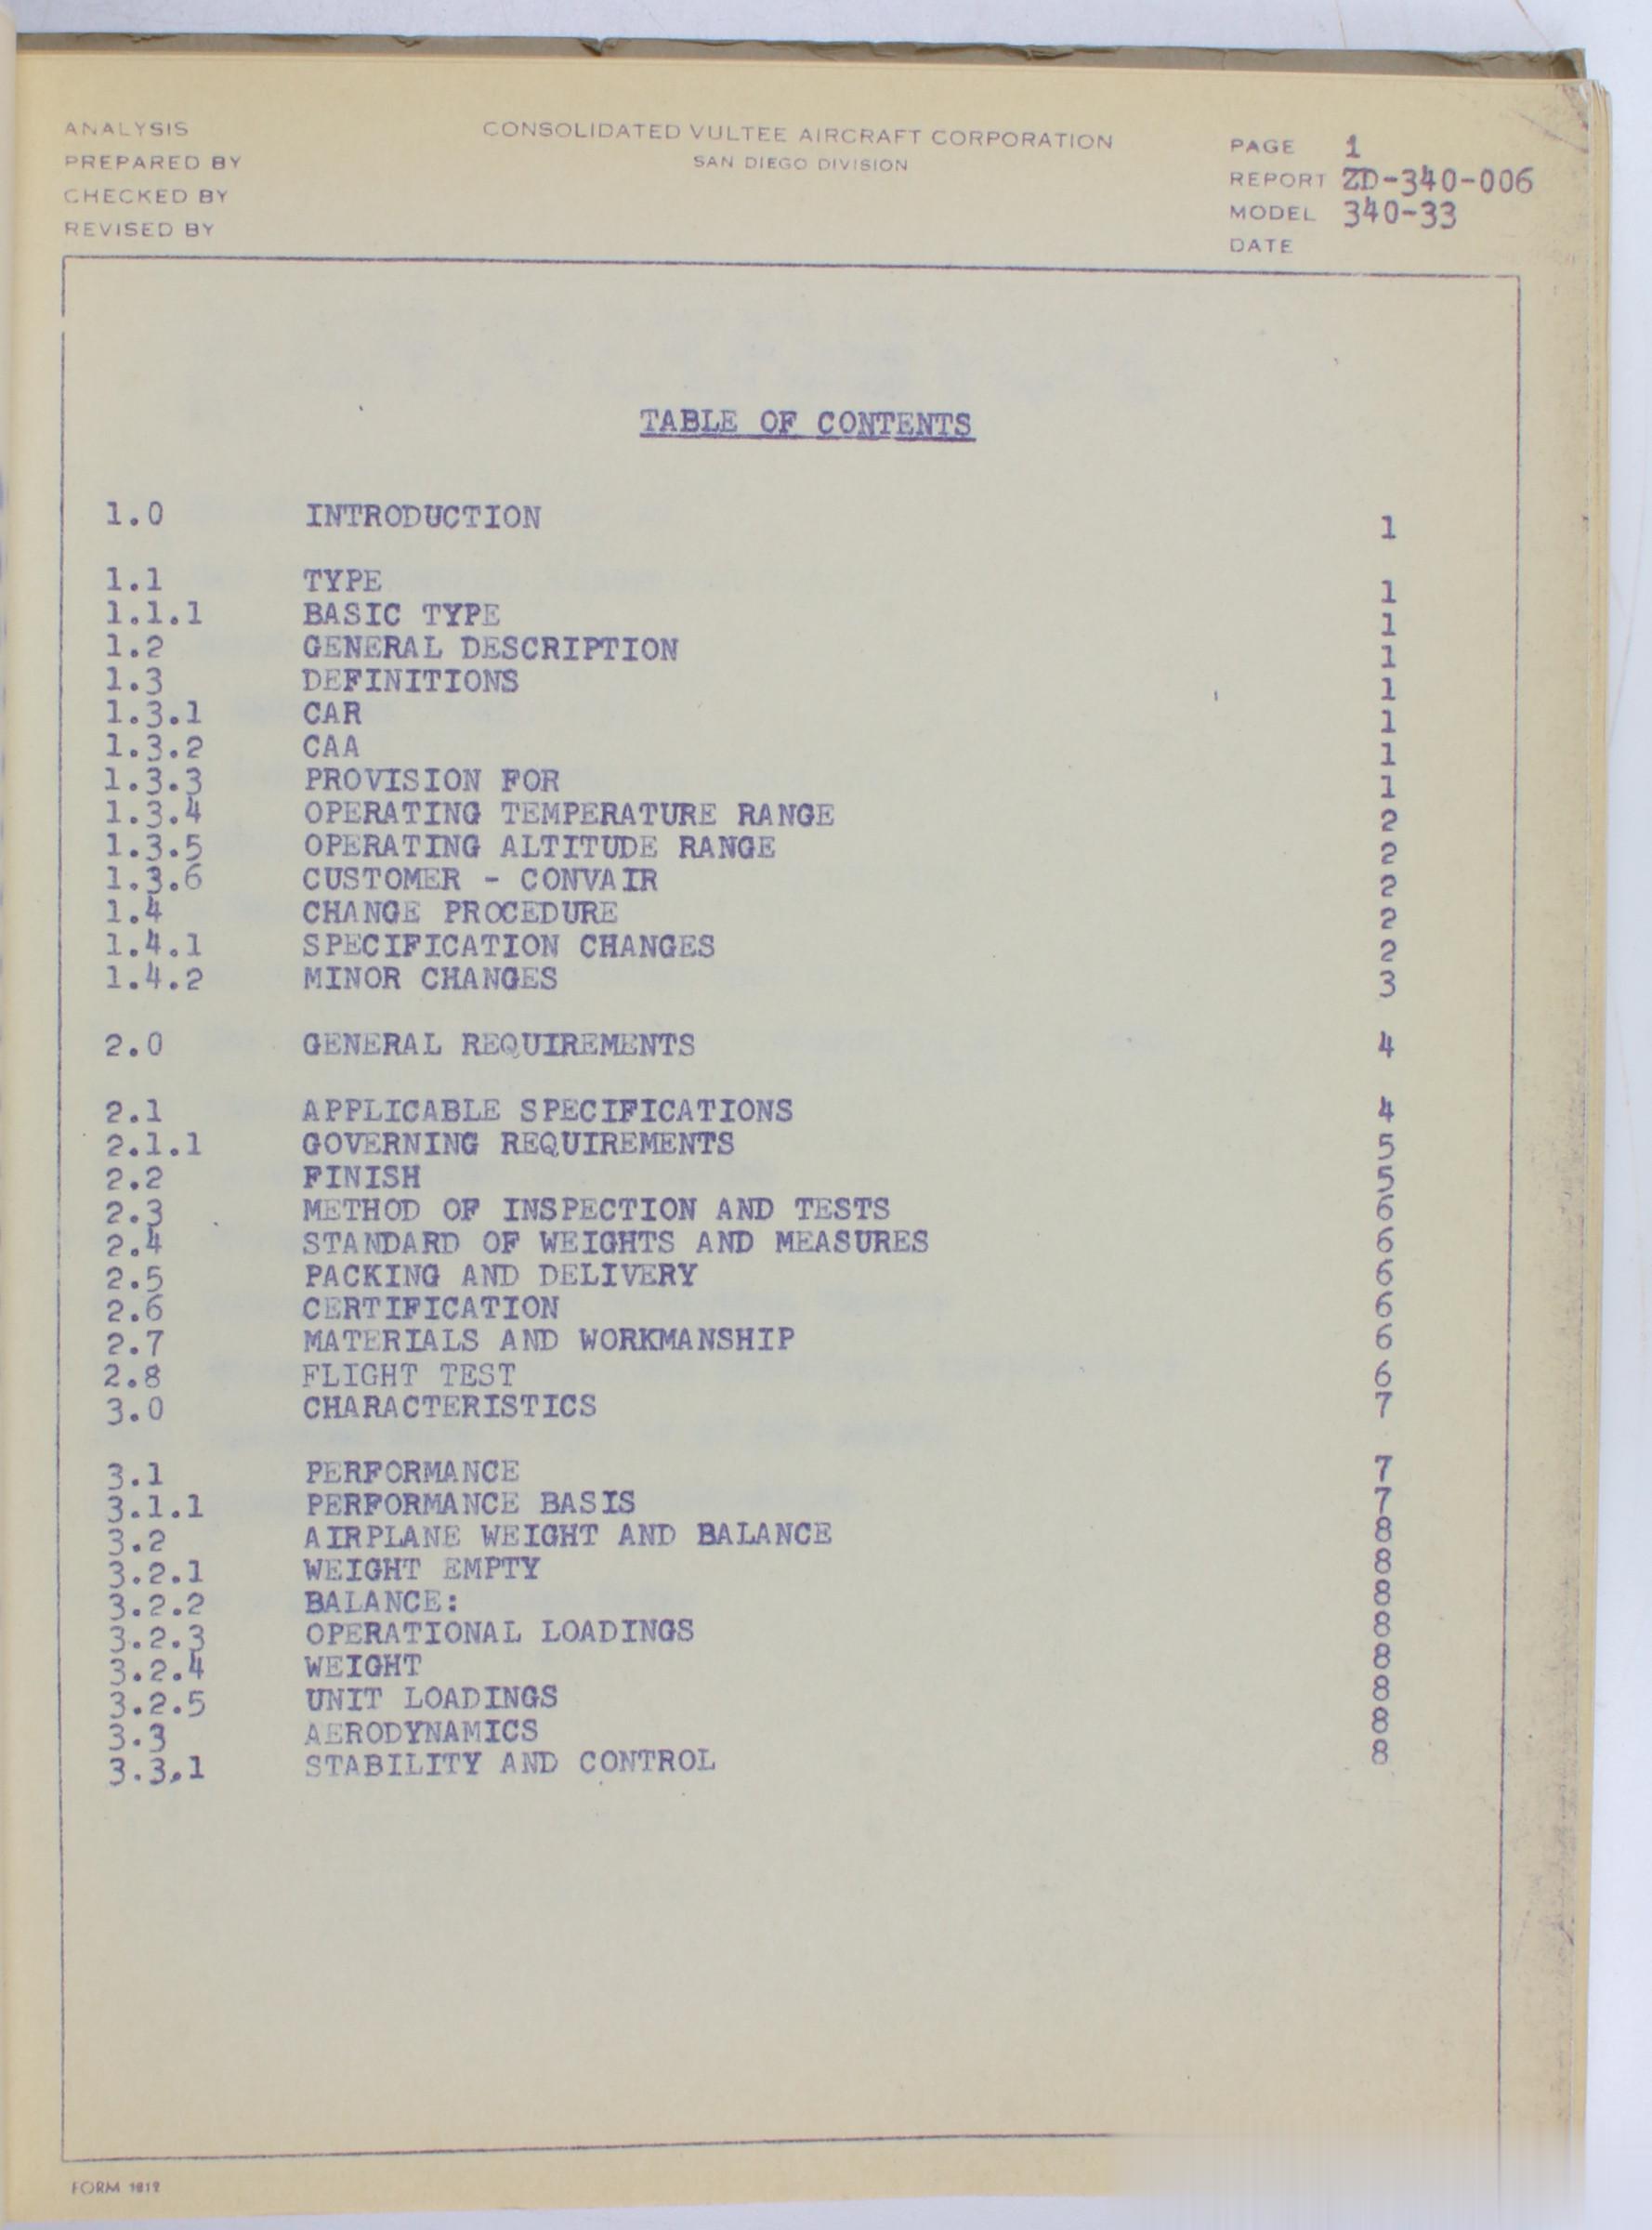 ANALYSIS
PREPARED BY
CHECKED BY
REVISED BY
CONSOLIDATED VULTEE AIRCRAFT CORPORATION
SAN DIEGO DIVISION
PAGE 1
REPORT ZD-340-006
MODEL 340-33
DATE
TABLE OF CONTENTS
1.0 INTRODUCTION 1
1.1 TYPE 1
1.1.1 BASIC TYPE 1
1.2 GENERAL DESCRIPTION 1
1.3 DEFINITIONS 1
1.3.1 CAR 1
1.3.2 CAA 1
1.3.3 PROVISION FOR 1
1.3.4 OPERATING TEMPERATURE RANGE 2
1.3.5 OPERATING ALTITUDE RANGE 2
1.3.6 CUSTOMER - CONVAIR 2
1.4 CHANGE PROCEDURE 2
1.4.1 SPECIFICATION CHANGES 2
1.4.2 MINOR CHANGES 3
2.0 GENERAL REQUIREMENTS 4
2.1 APPLICABLE SPECIFICATIONS 4
2.1.1 GOVERNING REQUIREMENTS 5
2.2 FINISH 5
2.3 METHOD OF INSPECTION AND TESTS 6
2.4 STANDARD OF WEIGHTS AND MEASURES 6
2.5 PACKING AND DELIVERY 6
2.6 CERTIFICATION 6
2.7 MATERIALS AND WORKMANSHIP 6
2.8 FLIGHT TEST 6
3.0 CHARACTERISTICS 7
3.1 PERFORMANCE 7
3.1.1 PERFORMANCE BASIS 7
3.2 AIRPLANE WEIGHT AND BALANCE 8
3.2.1 WEIGHT EMPTY 8
3.2.2 BALANCE: 8
3.2.3 OPERATIONAL LOADINGS 8
3.2.4 WEIGHT 8
3.2.5 UNIT LOADINGS 8
3.3 AERODYNAMICS 8
3.3.1 STABILITY AND CONTROL 8
FORM 1812